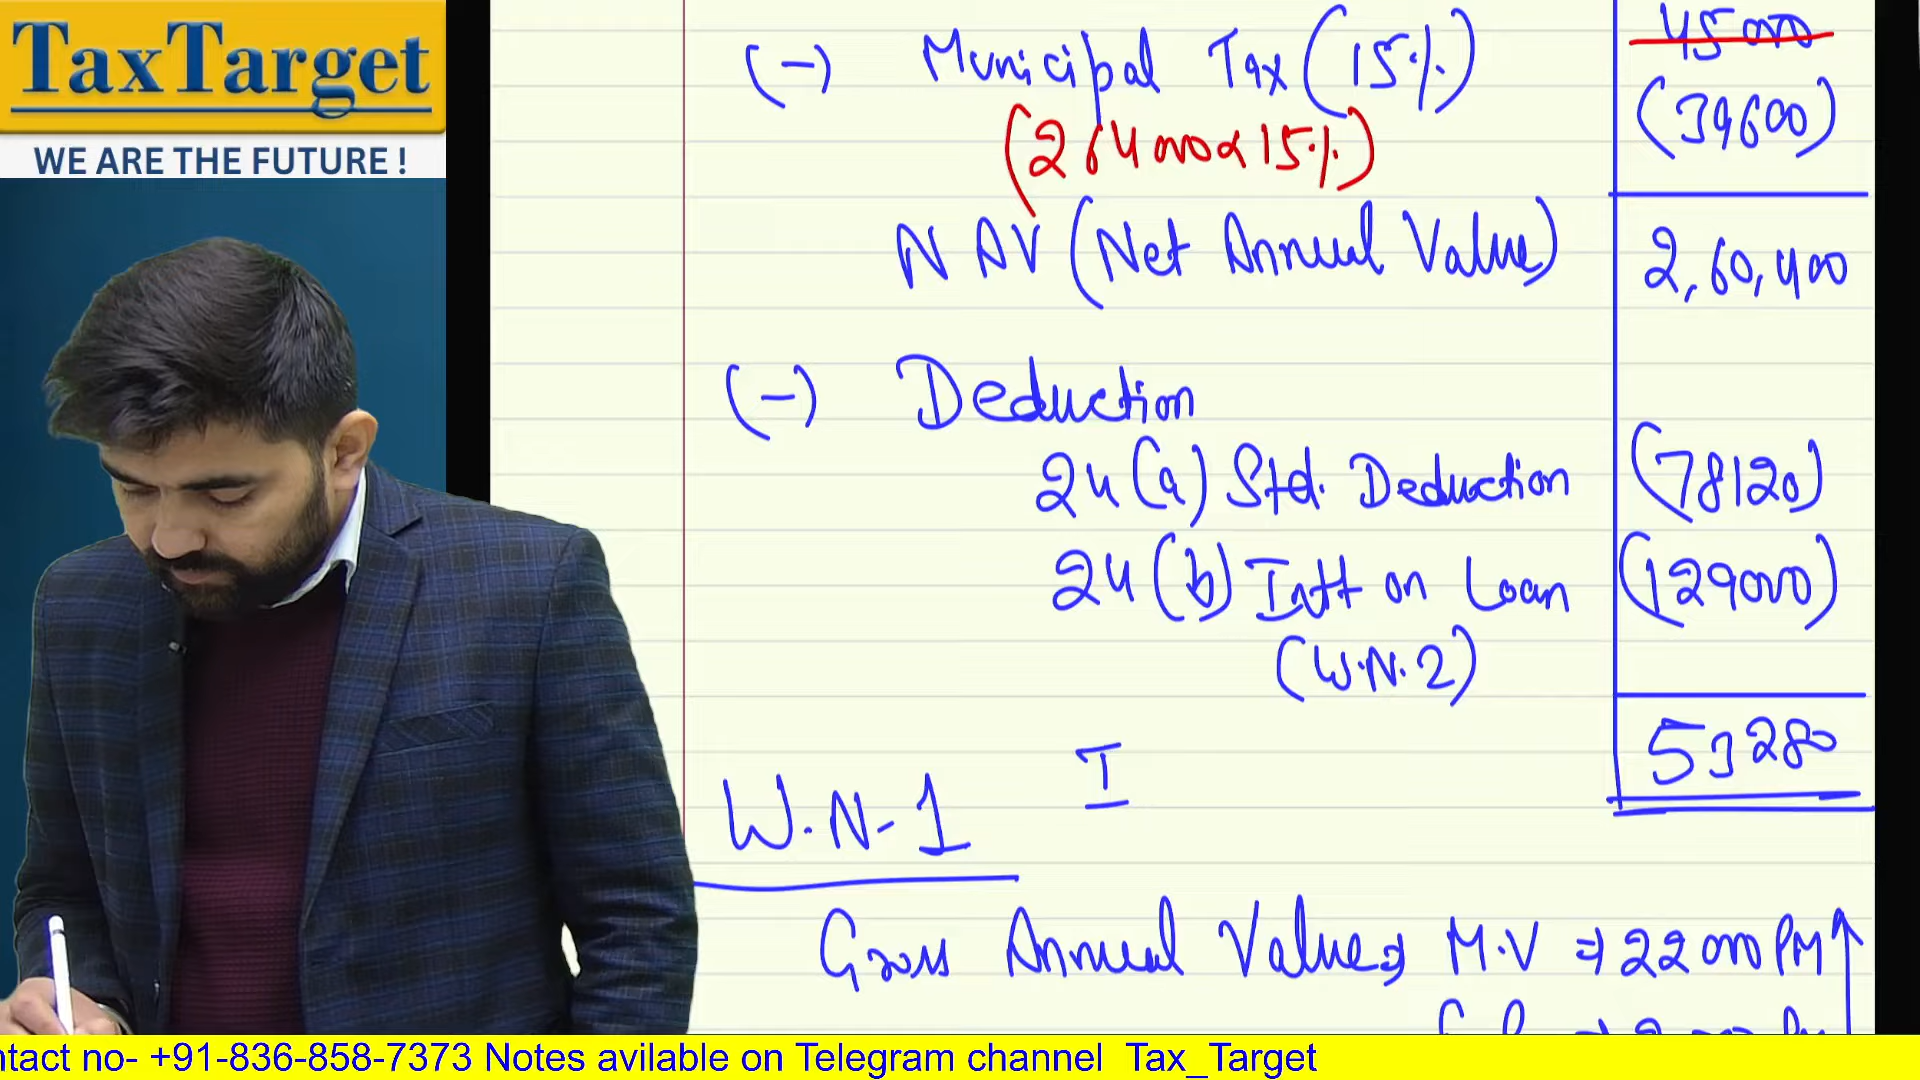 TaxTarget
WE ARE THE FUTURE !
45000
(-) Municipal Tax (15%) (39600)
(264000 x 15%)
NAV (Net Annual Value) 2,60,400
(-) Deduction
24 (a) Std. Deduction (78120)
24 (b) Intt on Loan (129000)
(W.N.2)
53280
W.N-1
I
Gross Annual Value ⇒ M.V ⇒ 22000 PM ↑
ntact no- +91-836-858-7373 Notes avilable on Telegram channel Tax_Target